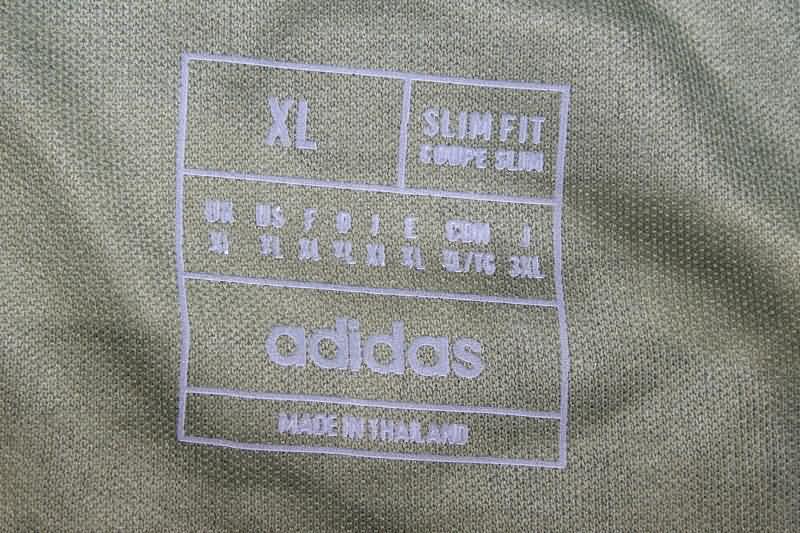 XL
SLIM FIT
COUPE SLIM
UK US F D I E CDN J
XL XL XL XL XL XL XL/TG 3XL
adidas
MADE IN THAILAND